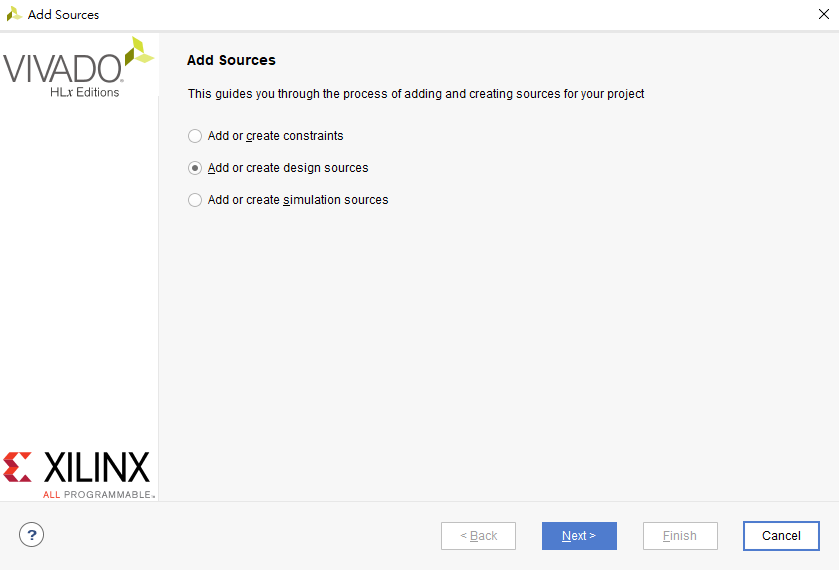 Add Sources
VIVADO
HLx Editions
Add Sources
This guides you through the process of adding and creating sources for your project
Add or create constraints
Add or create design sources
Add or create simulation sources
XILINX
ALL PROGRAMMABLE™
?
< Back
Next >
Finish
Cancel